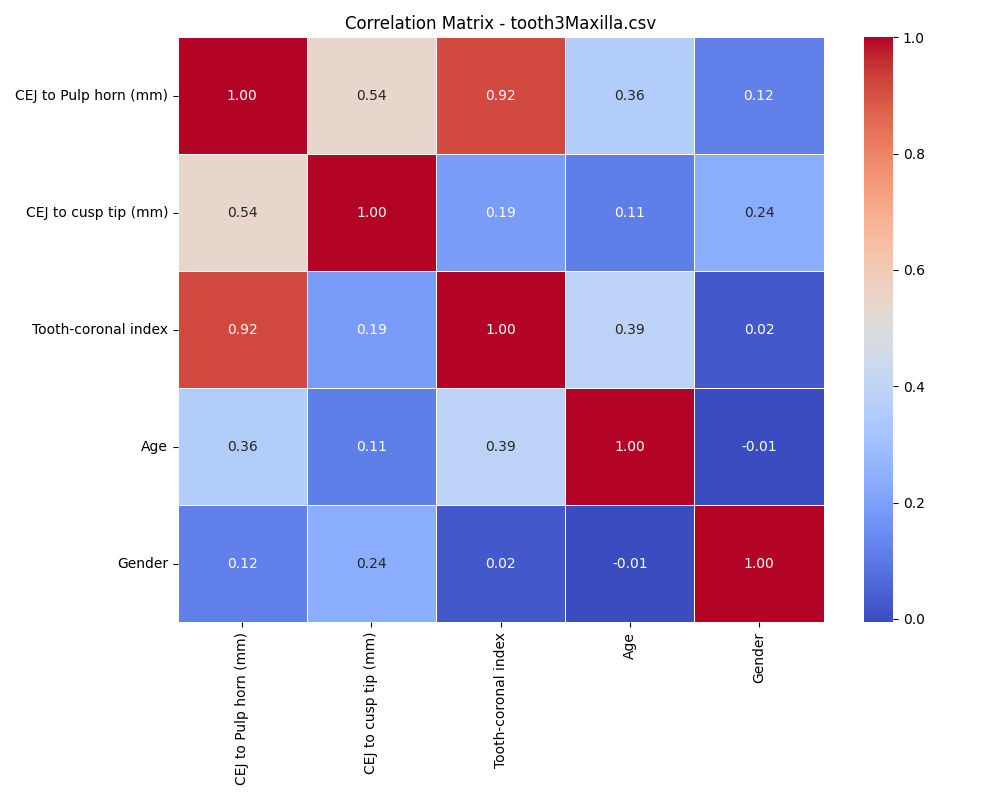 Correlation Matrix - tooth3Maxilla.csv
CEJ to Pulp horn (mm) 1.00 0.54 0.92 0.36 0.12
CEJ to cusp tip (mm) 0.54 1.00 0.19 0.11 0.24
Tooth-coronal index 0.92 0.19 1.00 0.39 0.02
Age 0.36 0.11 0.39 1.00 -0.01
Gender 0.12 0.24 0.02 -0.01 1.00
CEJ to Pulp horn (mm)
CEJ to cusp tip (mm)
Tooth-coronal index
Age
Gender
1.0
0.8
0.6
0.4
0.2
0.0